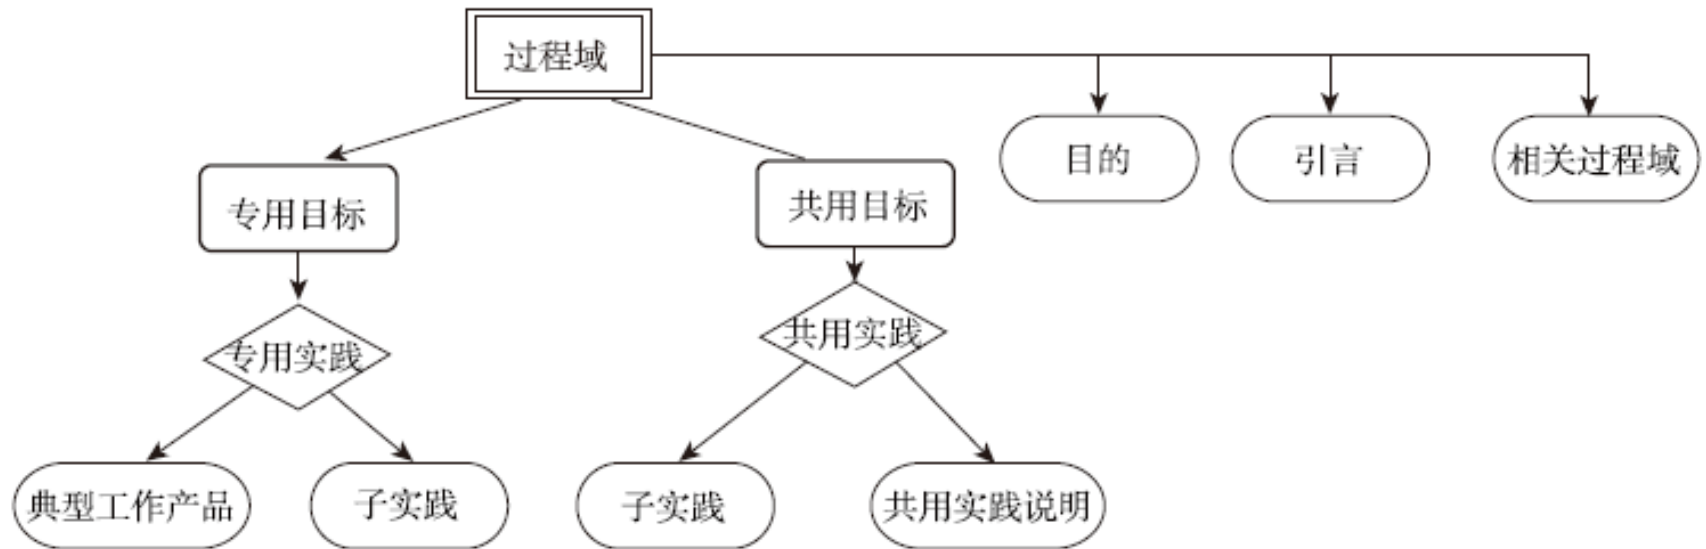 过程域
目的
引言
相关过程域
专用目标
共用目标
专用实践
共用实践
典型工作产品
子实践
子实践
共用实践说明